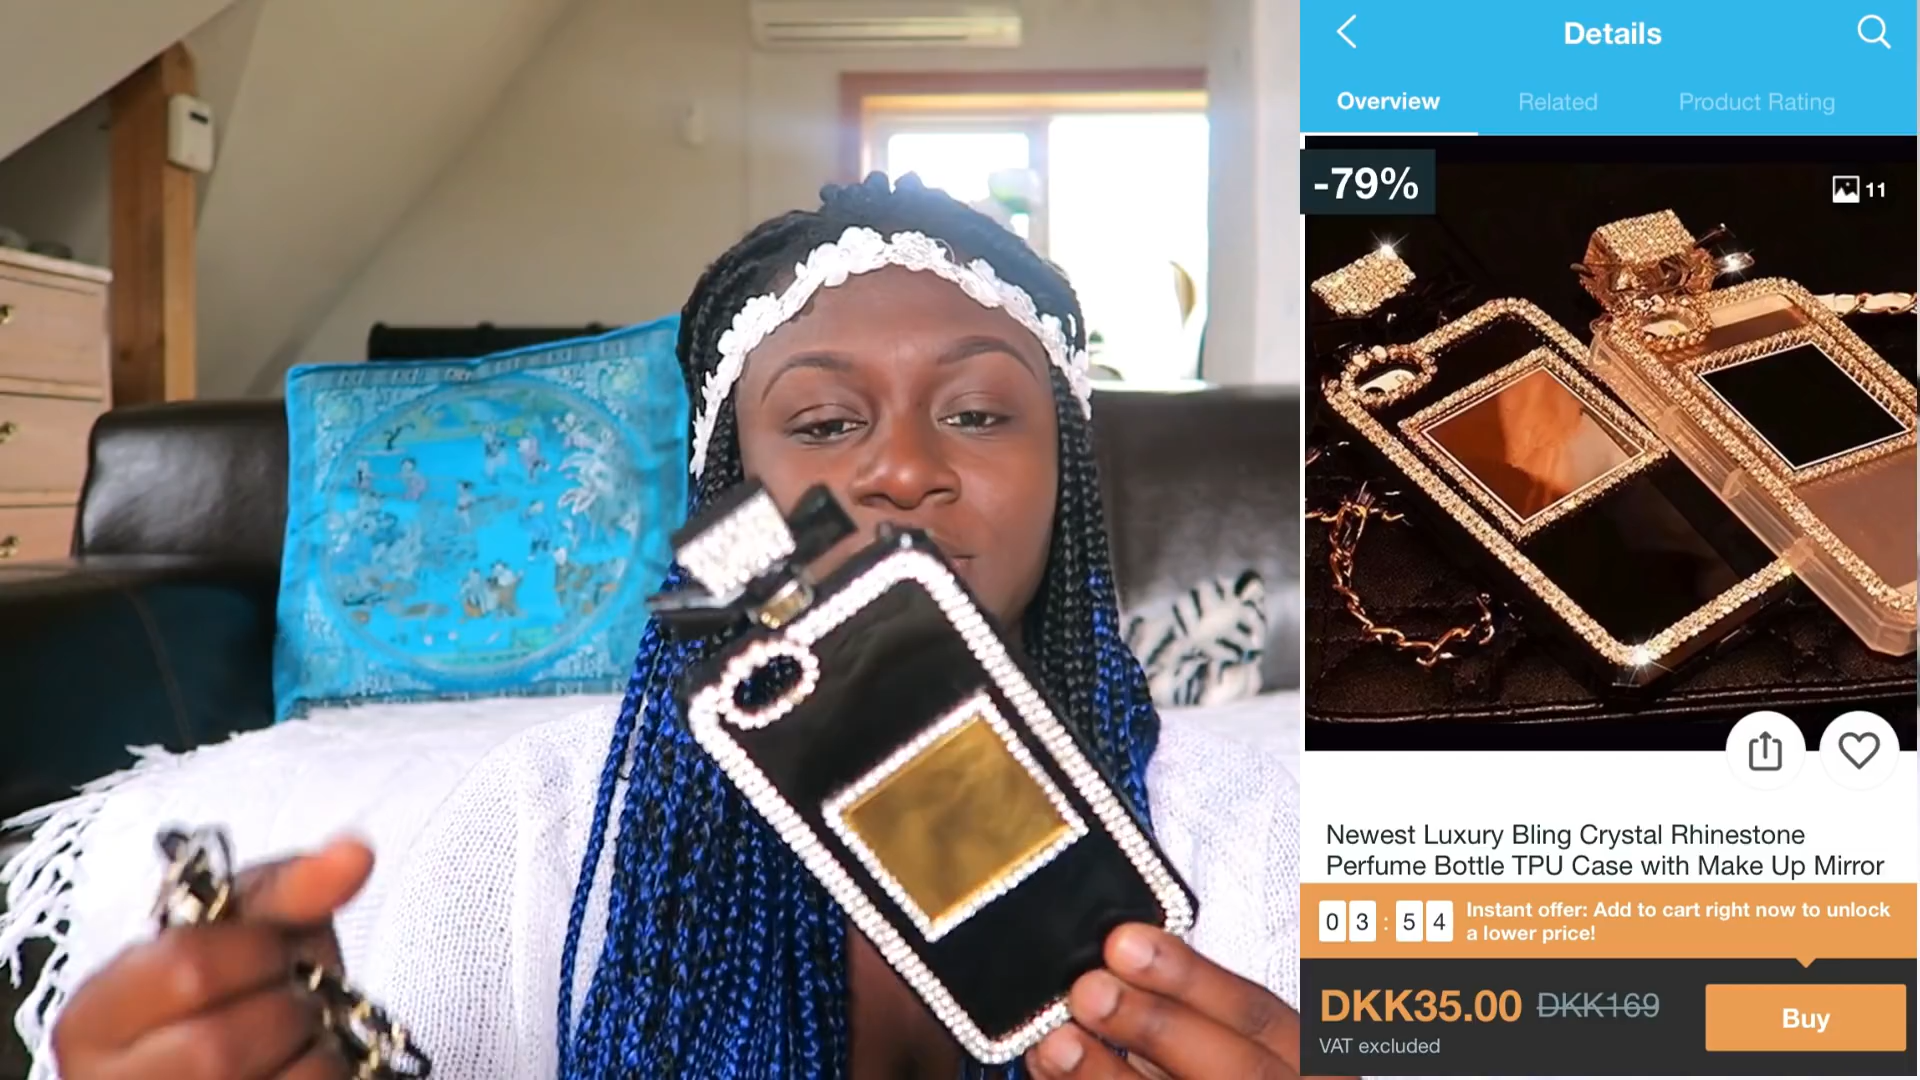 Details
Overview
Related
Product Rating
-79%
11
Newest Luxury Bling Crystal Rhinestone
Perfume Bottle TPU Case with Make Up Mirror
03:54
Instant offer: Add to cart right now to unlock
a lower price!
DKK35.00 DKK169
VAT excluded
Buy